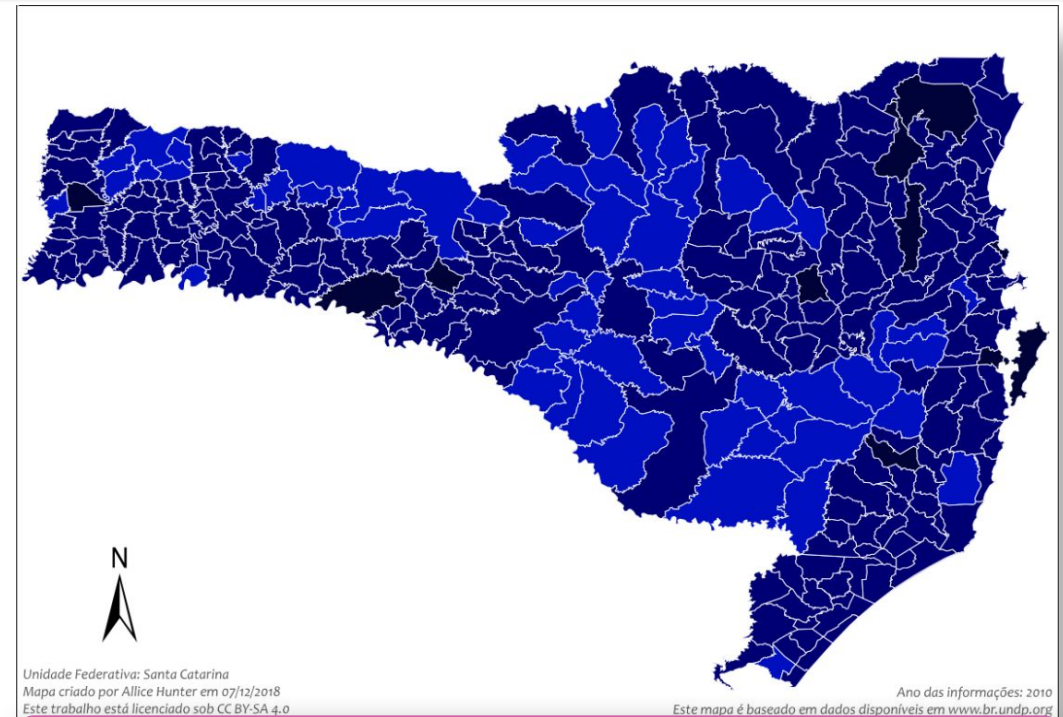 N
Unidade Federativa: Santa Catarina
Mapa criado por Allice Hunter em 07/12/2018
Este trabalho está licenciado sob CC BY-SA 4.0
Ano das informações: 2010
Este mapa é baseado em dados disponíveis em www.br.undp.org